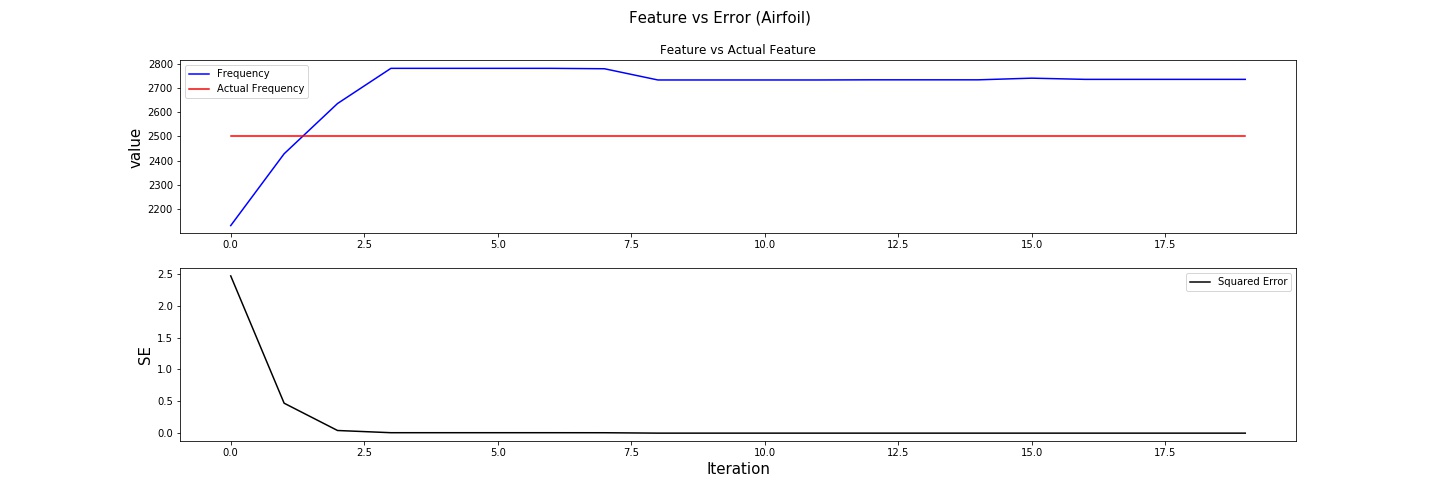 Feature vs Error (Airfoil)
Feature vs Actual Feature
Frequency
Actual Frequency
value
2800
2700
2600
2500
2400
2300
2200
0.0 2.5 5.0 7.5 10.0 12.5 15.0 17.5
Squared Error
SE
2.5
2.0
1.5
1.0
0.5
0.0
0.0 2.5 5.0 7.5 10.0 12.5 15.0 17.5
Iteration